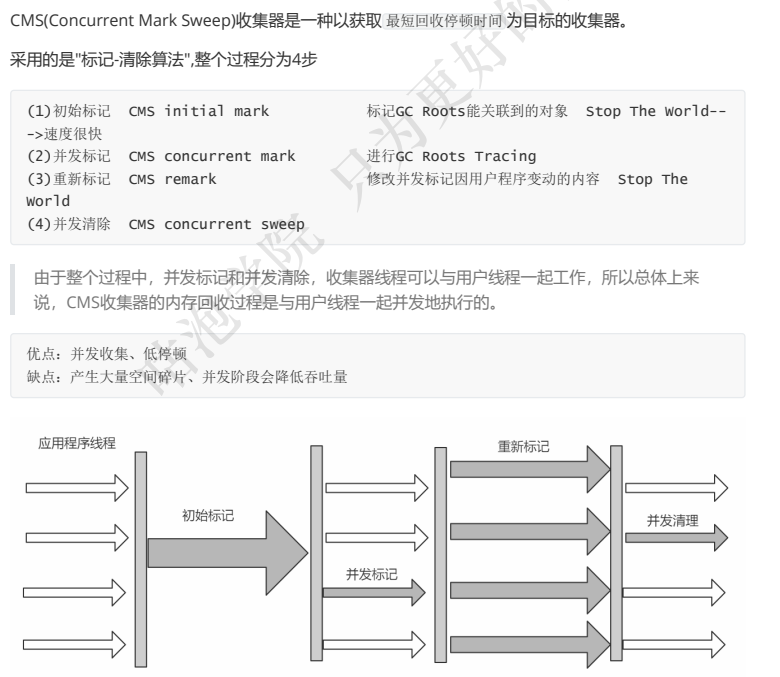 CMS(Concurrent Mark Sweep)收集器是一种以获取 最短回收停顿时间 为目标的收集器。
采用的是"标记-清除算法",整个过程分为4步
(1)初始标记 CMS initial mark 标记GC Roots能关联到的对象 Stop The World--
->速度很快
(2)并发标记 CMS concurrent mark 进行GC Roots Tracing
(3)重新标记 CMS remark 修改并发标记因用户程序变动的内容 Stop The
World
(4)并发清除 CMS concurrent sweep
由于整个过程中，并发标记和并发清除，收集器线程可以与用户线程一起工作，所以总体上来
说，CMS收集器的内存回收过程是与用户线程一起并发地执行的。
优点：并发收集、低停顿
缺点：产生大量空间碎片、并发阶段会降低吞吐量
应用程序线程
初始标记
并发标记
重新标记
并发清理
咕泡学院 只为更好的